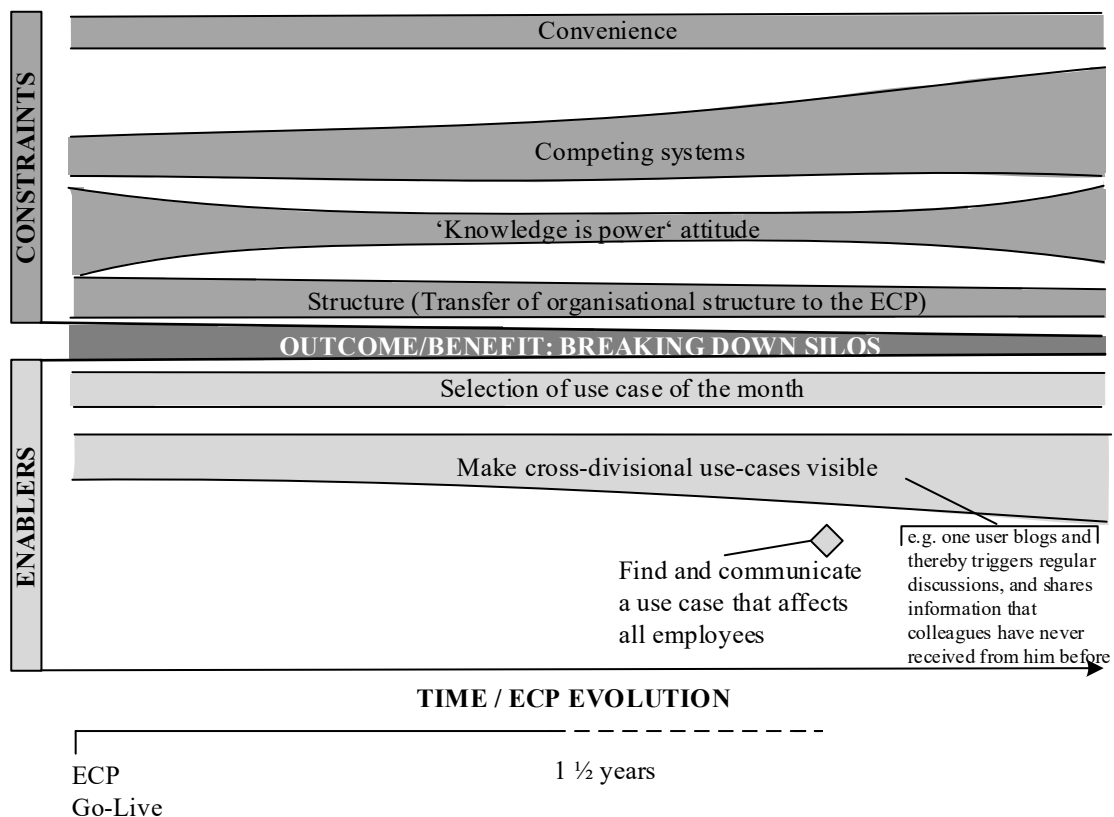 CONSTRAINTS
Convenience
Competing systems
‘Knowledge is power‘ attitude
Structure (Transfer of organisational structure to the ECP)
OUTCOME/BENEFIT: BREAKING DOWN SILOS
ENABLERS
Selection of use case of the month
Make cross-divisional use-cases visible
Find and communicate
a use case that affects
all employees
e.g. one user blogs and
thereby triggers regular
discussions, and shares
information that
colleagues have never
received from him before
TIME / ECP EVOLUTION
ECP
Go-Live
1 ½ years